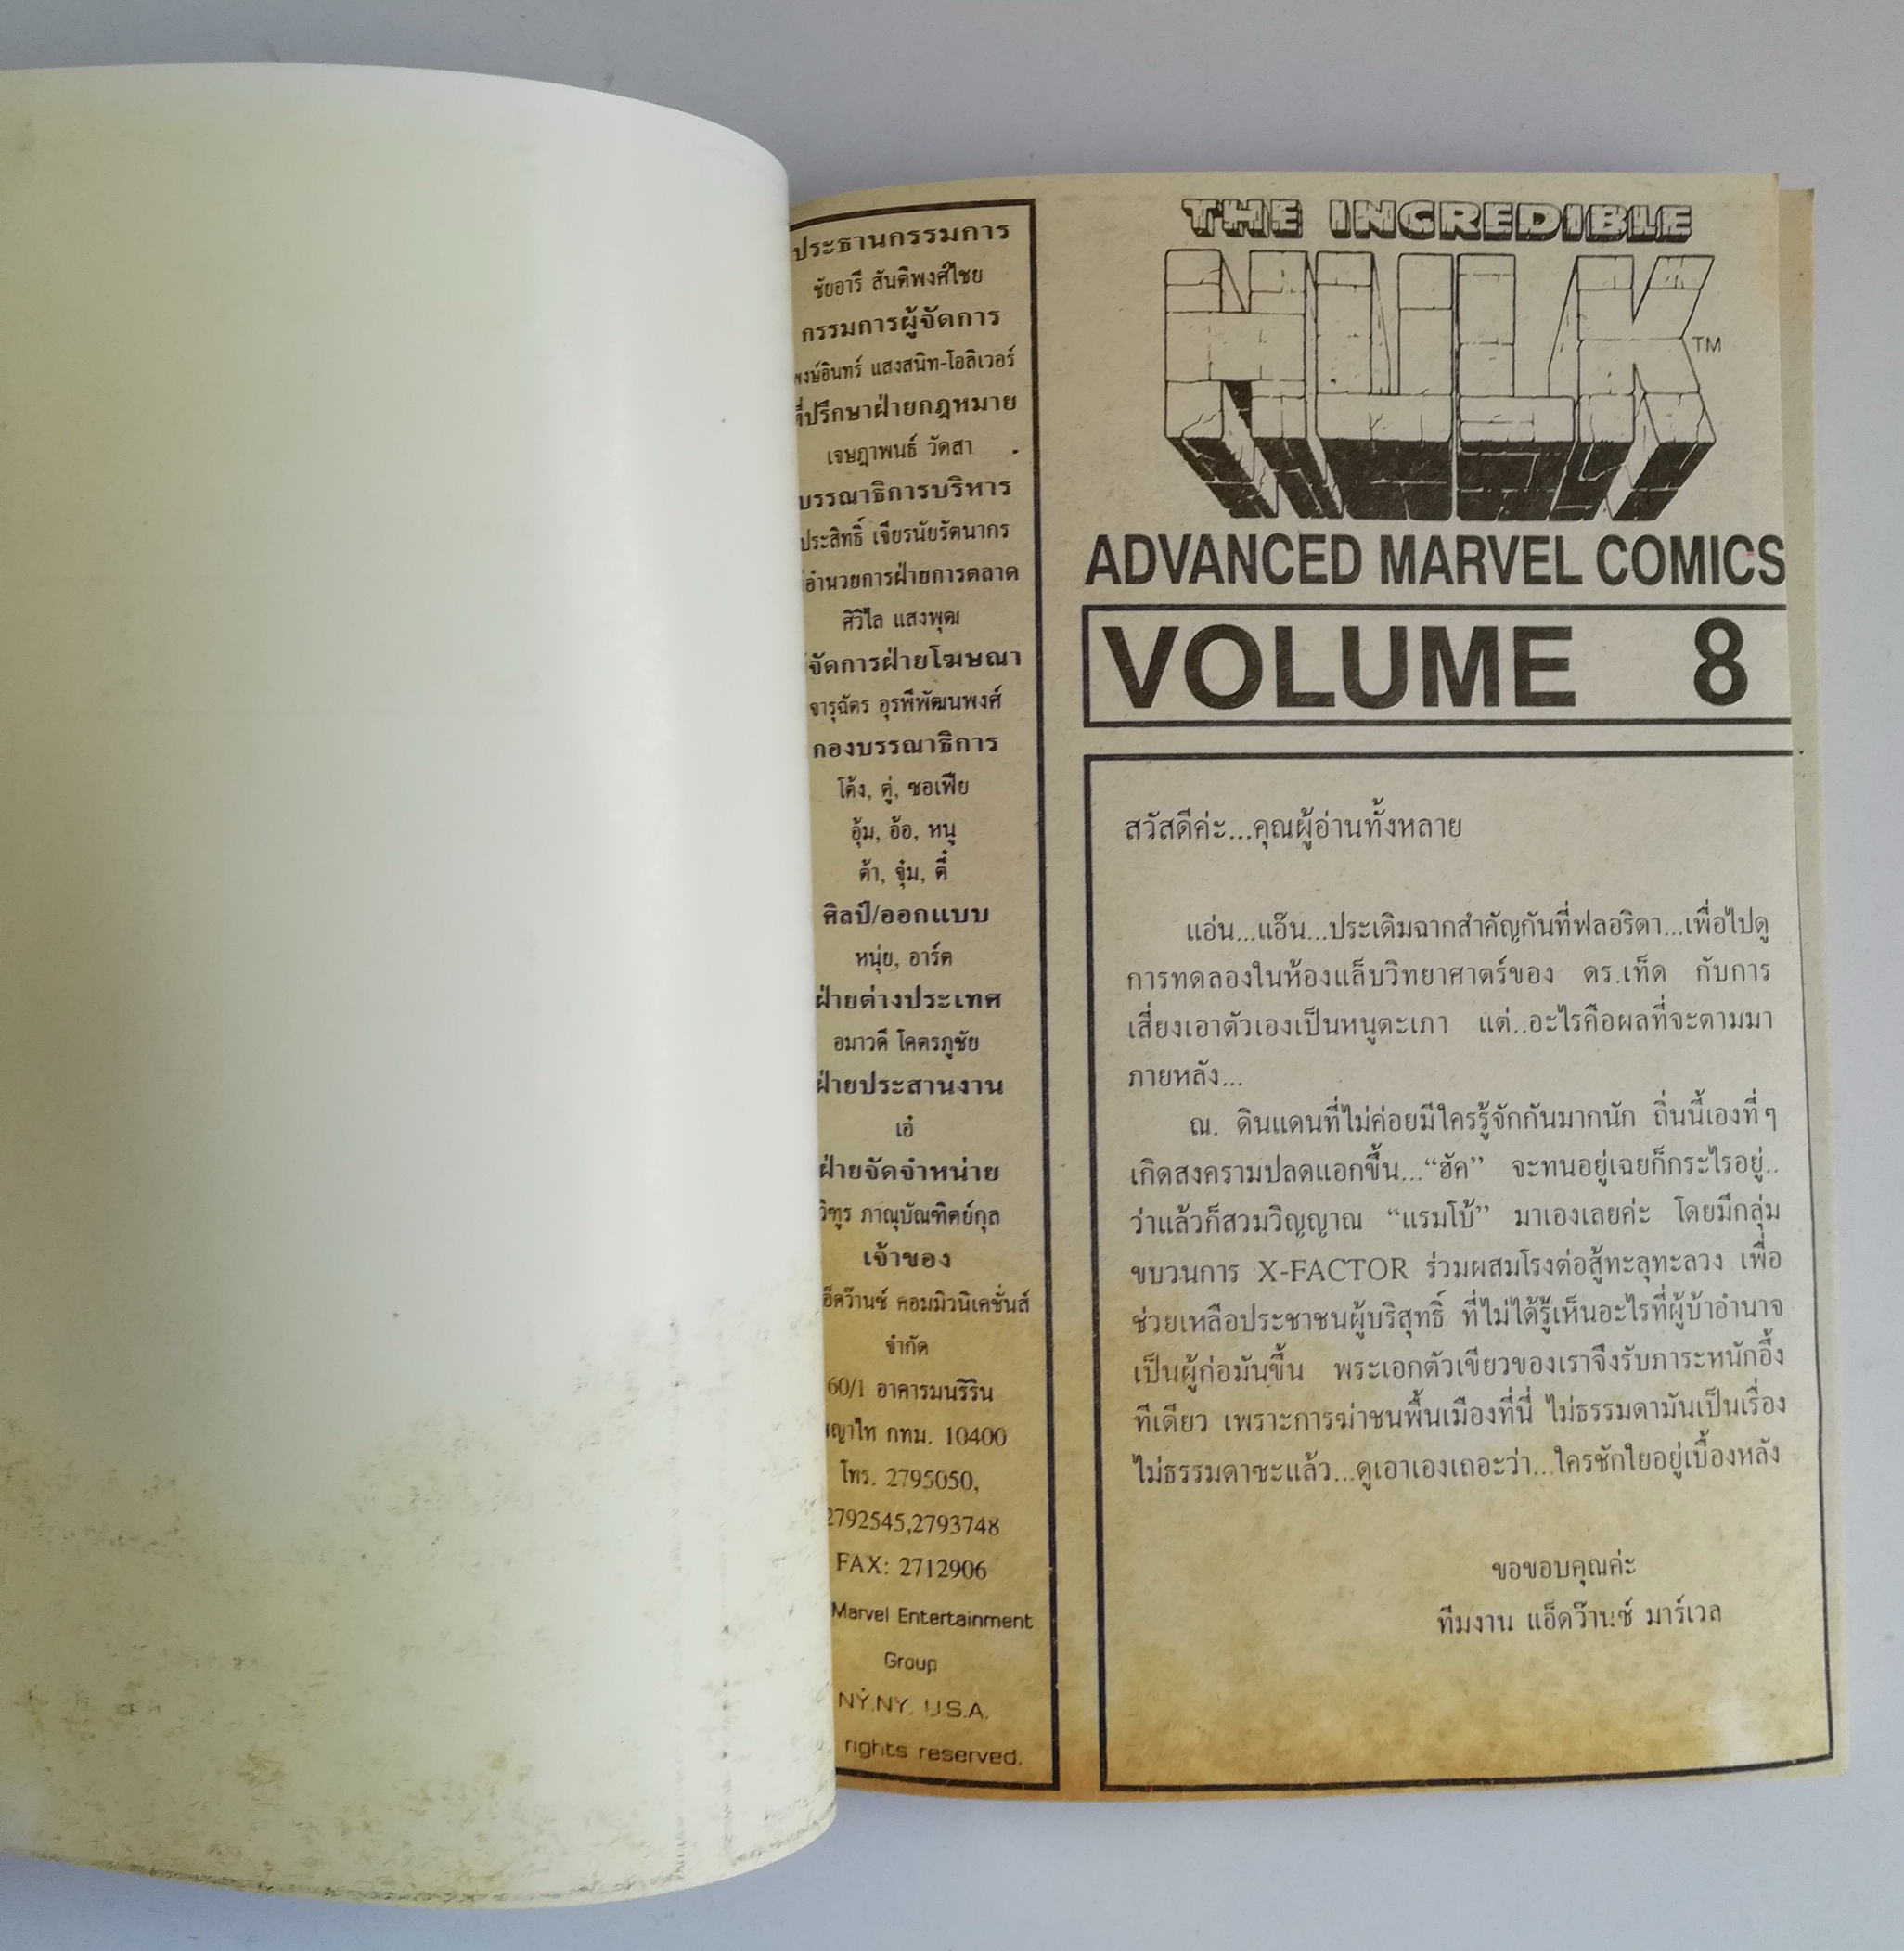 ประธานกรรมการ
ชัยอารี สันติพงศ์ไชย
กรรมการผู้จัดการ
พงษ์อินทร์ แสงสนิท-โอลิเวอร์
ที่ปรึกษาฝ่ายกฎหมาย
เจษฎาพนธ์ วัดสา
บรรณาธิการบริหาร
ประสิทธิ์ เจียรนัยรัตนากร
อำนวยการฝ่ายการตลาด
ศิวิไล แสงพุฒ
จัดการฝ่ายโฆษณา
จารุฉัตร อุรพีพัฒนพงศ์
กองบรรณาธิการ
โด้ง, ตู่, ซอเฟีย
อุ้ม, อ้อ, หนู
ต้า, จุ๋ม, ดี๋
ศิลป์/ออกแบบ
หนุ่ย, อาร์ต
ฝ่ายต่างประเทศ
อมาวดี โคตรภูชัย
ฝ่ายประสานงาน
เอ๋
ฝ่ายจัดจำหน่าย
วิฑูร ภาณุบัณฑิตย์กุล
เจ้าของ
อ็ดว๊านซ์ คอมมิวนิเคชั่นส์
จำกัด
60/1 อาคารมนริริน
ญาไท กทม. 10400
โทร. 2795050,
2792545,2793748
FAX: 2712906
Marvel Entertainment
Group
NY.NY. U.S.A.
rights reserved.
THE INCREDIBLE
HULK TM
ADVANCED MARVEL COMICS
VOLUME 8
สวัสดีค่ะ...คุณผู้อ่านทั้งหลาย
แอ่น...แอ๊น...ประเดิมฉากสำคัญกันที่ฟลอริดา...เพื่อไปดู
การทดลองในห้องแล็บวิทยาศาตร์ของ ดร.เท็ด กับการ
เสี่ยงเอาตัวเองเป็นหนูตะเภา แต่..อะไรคือผลที่จะตามมา
ภายหลัง...
ณ. ดินแดนที่ไม่ค่อยมีใครรู้จักกันมากนัก ถิ่นนี้เองที่ๆ
เกิดสงครามปลดแอกขึ้น...“ฮัค” จะทนอยู่เฉยก็กระไรอยู่..
ว่าแล้วก็สวมวิญญาณ “แรมโบ้” มาเองเลยค่ะ โดยมีกลุ่ม
ขบวนการ X-FACTOR ร่วมผสมโรงต่อสู้ทะลุทะลวง เพื่อ
ช่วยเหลือประชาชนผู้บริสุทธิ์ ที่ไม่ได้รู้เห็นอะไรที่ผู้บ้าอำนาจ
เป็นผู้ก่อมันขึ้น พระเอกตัวเขียวของเราจึงรับภาระหนักอึ้ง
ทีเดียว เพราะการฆ่าชนพื้นเมืองที่นี่ ไม่ธรรมดามันเป็นเรื่อง
ไม่ธรรมดาซะแล้ว...ดูเอาเองเถอะว่า...ใครชักใยอยู่เบื้องหลัง
ขอขอบคุณค่ะ
ทีมงาน แอ็ดว๊านซ์ มาร์เวล